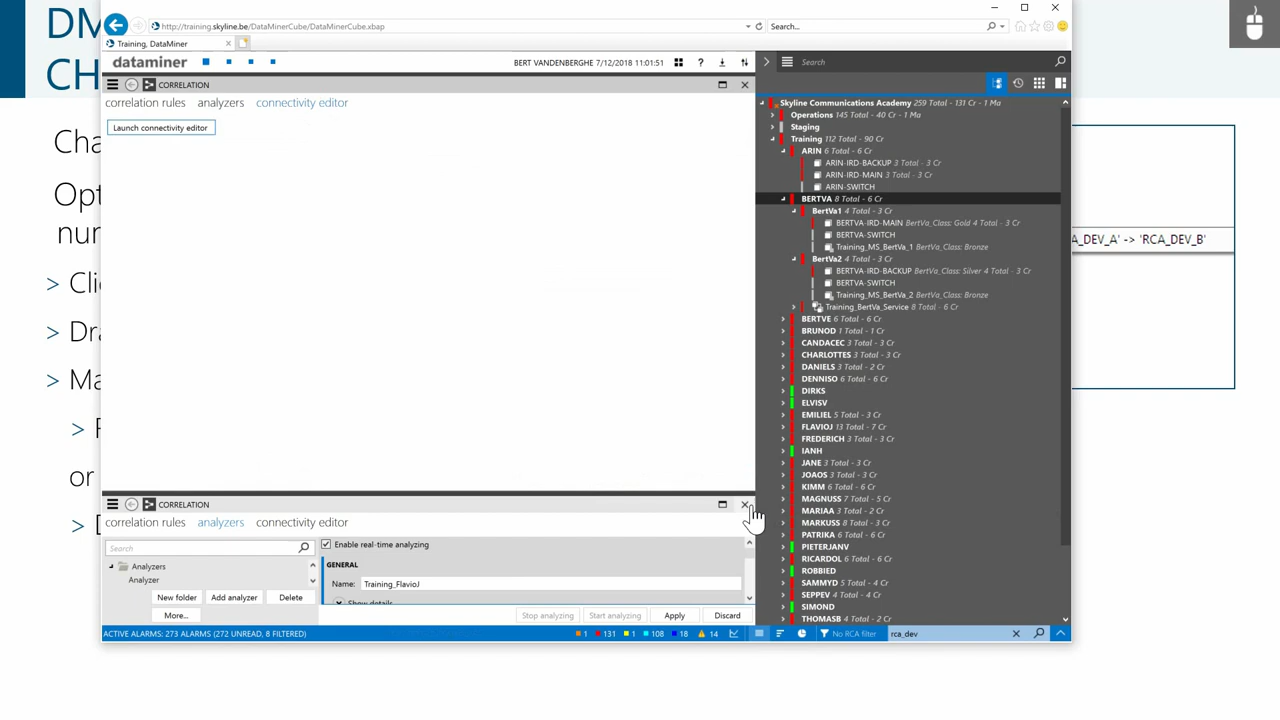 DM
CH
Cha
Opt
nur
> Clic
> Dra
> Ma
> F
or
>
http://training.skyline.be/DataMinerCube/DataMinerCube.xbap
Search...
Training, DataMiner
dataminer
BERT VANDENBERGHE 7/12/2018 11:01:51
CORRELATION
correlation rules analyzers connectivity editor
Launch connectivity editor
CORRELATION
correlation rules analyzers connectivity editor
Search
Analyzers
Analyzer
New folder Add analyzer Delete
More...
Enable real-time analyzing
GENERAL
Name: Training_FlavioJ
Show details
Stop analyzing Start analyzing Apply Discard
Search
Skyline Communications Academy 259 Total - 131 Cr - 1 Ma
Operations 145 Total - 40 Cr - 1 Ma
Staging
Training 112 Total - 90 Cr
ARIN 6 Total - 6 Cr
ARIN-IRD-BACKUP 3 Total - 3 Cr
ARIN-IRD-MAIN 3 Total - 3 Cr
ARIN-SWITCH
BERTVA 8 Total - 6 Cr
BertVa1 4 Total - 3 Cr
BERTVA-IRD-MAIN BertVa_Class: Gold 4 Total - 3 Cr
BERTVA-SWITCH
Training_MS_BertVa_1 BertVa_Class: Bronze
BertVa2 4 Total - 3 Cr
BERTVA-IRD-BACKUP BertVa_Class: Silver 4 Total - 3 Cr
BERTVA-SWITCH
Training_MS_BertVa_2 BertVa_Class: Bronze
Training_BertVa_Service 8 Total - 6 Cr
BERTVE 6 Total - 6 Cr
BRUNOD 1 Total - 1 Cr
CANDACEC 3 Total - 3 Cr
CHARLOTTES 3 Total - 3 Cr
DANIELS 3 Total - 2 Cr
DENNISO 6 Total - 6 Cr
DIRKS
ELVISV
EMILIEL 5 Total - 3 Cr
FLAVIOJ 13 Total - 7 Cr
FREDERICH 3 Total - 3 Cr
IANH
JANE 3 Total - 3 Cr
JOAOS 3 Total - 3 Cr
KIMM 6 Total - 6 Cr
MAGNUSS 7 Total - 5 Cr
MARIAA 3 Total - 2 Cr
MARKUSS 8 Total - 3 Cr
PATRIKA 6 Total - 6 Cr
PIETERJANV
RICARDOL 6 Total - 6 Cr
ROBBIED
SAMMYD 5 Total - 4 Cr
SEPPEV 4 Total - 4 Cr
SIMOND
THOMASB 4 Total - 2 Cr
ACTIVE ALARMS: 273 ALARMS (272 UNREAD, 8 FILTERED)
1 131 1 108 18 14
No RCA filter
rca_dev
A_DEV_A' -> 'RCA_DEV_B'